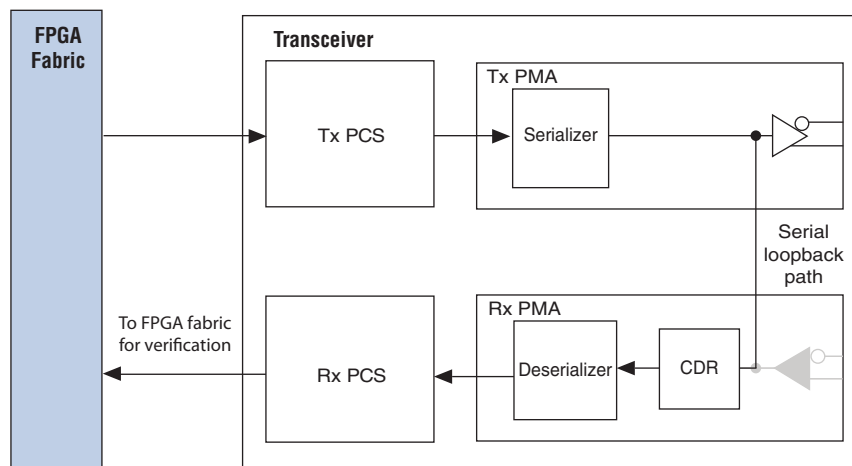 FPGA
Fabric
Transceiver
Tx PMA
Tx PCS
Serializer
Serial
loopback
path
To FPGA fabric
for verification
Rx PMA
Rx PCS
Deserializer
CDR